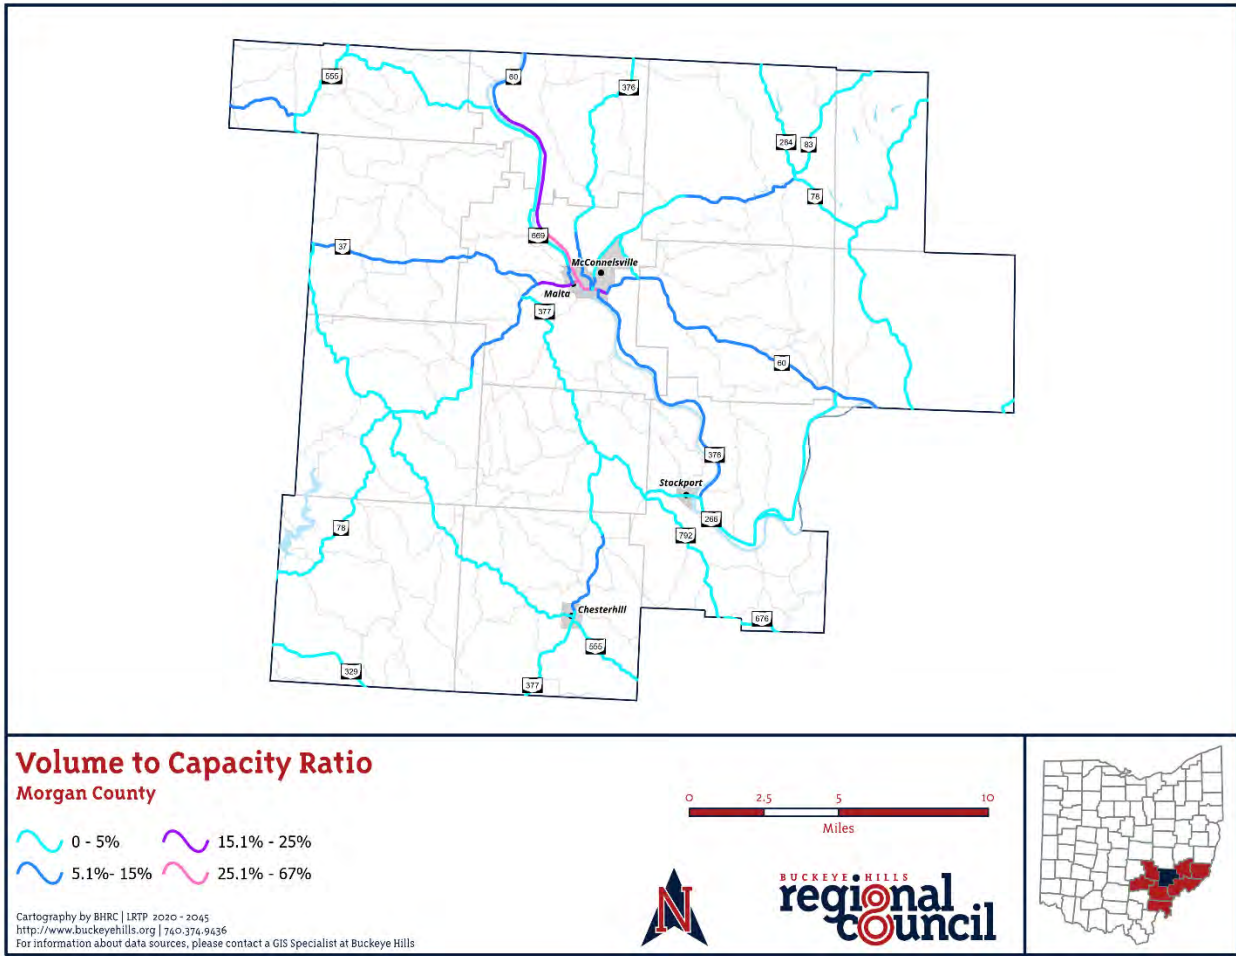 60
555
376
284
83
78
669
37
McConnelsville
Malta
377
60
376
Stockport
266
78
792
Chesterhill
676
555
329
377
Volume to Capacity Ratio
Morgan County
0 - 5%
15.1% - 25%
5.1%- 15%
25.1% - 67%
Cartography by BHRC | LRTP 2020 - 2045
http://www.buckeyehills.org | 740.374.9436
For information about data sources, please contact a GIS Specialist at Buckeye Hills
0 2.5 5 10
Miles
N
BUCKEYE HILLS
regional
council